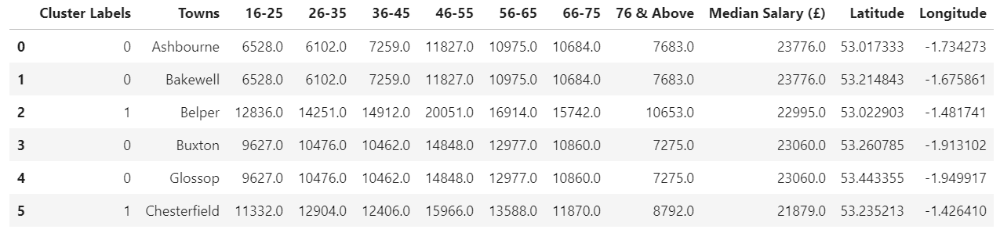 Cluster Labels Towns 16-25 26-35 36-45 46-55 56-65 66-75 76 & Above Median Salary (£) Latitude Longitude
0 0 Ashbourne 6528.0 6102.0 7259.0 11827.0 10975.0 10684.0 7683.0 23776.0 53.017333 -1.734273
1 0 Bakewell 6528.0 6102.0 7259.0 11827.0 10975.0 10684.0 7683.0 23776.0 53.214843 -1.675861
2 1 Belper 12836.0 14251.0 14912.0 20051.0 16914.0 15742.0 10653.0 22995.0 53.022903 -1.481741
3 0 Buxton 9627.0 10476.0 10462.0 14848.0 12977.0 10860.0 7275.0 23060.0 53.260785 -1.913102
4 0 Glossop 9627.0 10476.0 10462.0 14848.0 12977.0 10860.0 7275.0 23060.0 53.443355 -1.949917
5 1 Chesterfield 11332.0 12904.0 12406.0 15966.0 13588.0 11870.0 8792.0 21879.0 53.235213 -1.426410